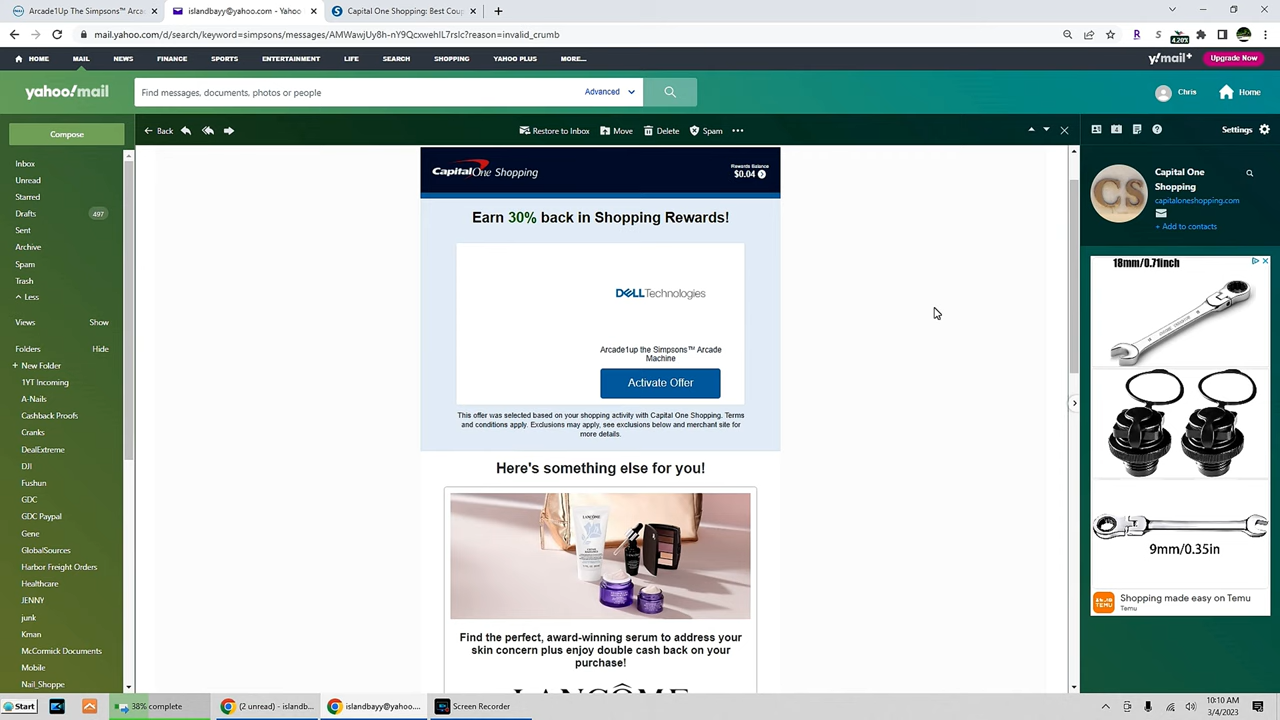 Arcade1Up The Simpsons™ Arca
islandbayy@yahoo.com - Yahoo
Capital One Shopping: Best Coup
mail.yahoo.com/d/search/keyword=simpsons/messages/AMWawjUy8h-nY9QcxwehIL7rsIc?reason=invalid_crumb
4.20%
HOME MAIL NEWS FINANCE SPORTS ENTERTAINMENT LIFE SEARCH SHOPPING YAHOO PLUS MORE...
y!mail+ Upgrade Now
yahoo!mail
Find messages, documents, photos or people Advanced
Chris Home
Compose
Back Restore to Inbox Move Delete Spam
Settings
Inbox
Unread
Starred
Drafts 497
Sent
Archive
Spam
Trash
Less
Views Show
Folders Hide
+ New Folder
1YT Incoming
A-Nails
Cashback Proofs
Cranks
DealExtreme
DJI
Fushun
GDC
GDC Paypal
Gene
GlobalSources
Harbor Freight Orders
Healthcare
JENNY
junk
Kman
McCormick Documents
Mobile
Nail_Shoppe
CapitalOne Shopping
Rewards Balance
$0.04
Earn 30% back in Shopping Rewards!
DELLTechnologies
Arcade1up the Simpsons™ Arcade
Machine
Activate Offer
This offer was selected based on your shopping activity with Capital One Shopping. Terms
and conditions apply. Exclusions may apply, see exclusions below and merchant site for
more details.
Here's something else for you!
LANCÔME
Find the perfect, award-winning serum to address your
skin concern plus enjoy double cash back on your
purchase!
LANCÔME
CS
Capital One
Shopping
capitaloneshopping.com
+ Add to contacts
18mm/0.71inch
9mm/0.35in
TEMU
Shopping made easy on Temu
Temu
Start
38% complete
(2 unread) - islandb...
islandbayy@yahoo....
Screen Recorder
10:10 AM
3/4/2023